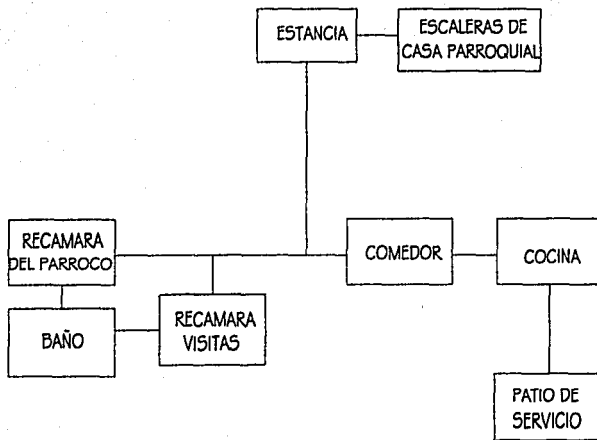 ESTANCIA
ESCALERAS DE
CASA PARROQUIAL
RECAMARA
DEL PARROCO
COMEDOR
COCINA
BAÑO
RECAMARA
VISITAS
PATIO DE
SERVICIO